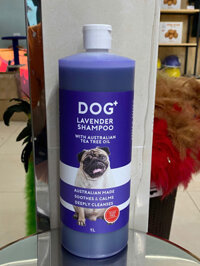 DOG+
LAVENDER
SHAMPOO
WITH AUSTRALIAN
TEA TREE OIL
AUSTRALIAN MADE
SOOTHES & CALMS
DEEPLY CLEANSES
1L